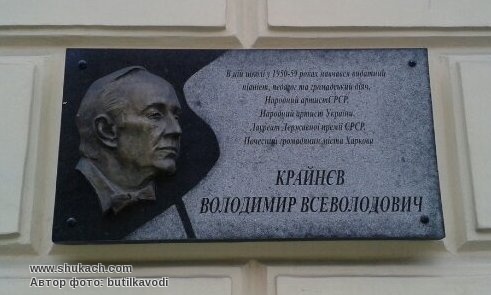 В цій школі у 1950-59 роках навчався видатний
піаніст, педагог та громадський діяч,
Народний артист СРСР,
Народний артист України,
Лауреат Державної премії СРСР,
Почесний громадянин міста Харкова
КРАЙНЄВ
ВОЛОДИМИР ВСЕВОЛОДОВИЧ
www.shukach.com
Автор фото: butilkavodi